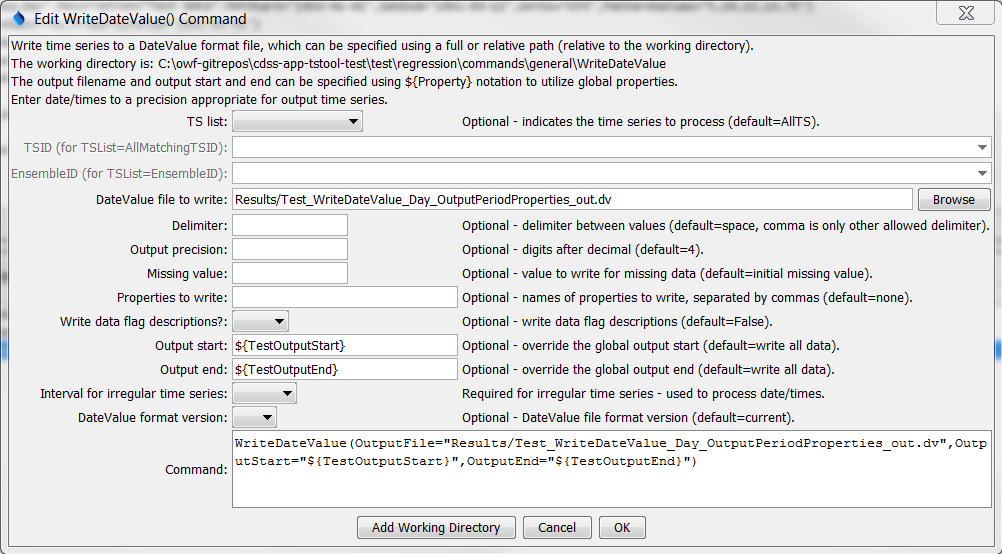 Edit WriteDateValue() Command
Write time series to a DateValue format file, which can be specified using a full or relative path (relative to the working directory).
The working directory is: C:\owf-gitrepos\cdss-app-tstool-test\test\regression\commands\general\WriteDateValue
The output filename and output start and end can be specified using ${Property} notation to utilize global properties.
Enter date/times to a precision appropriate for output time series.
TS list: Optional - indicates the time series to process (default=AllTS).
TSID (for TSList=AllMatchingTSID):
EnsembleID (for TSList=EnsembleID):
DateValue file to write: Results/Test_WriteDateValue_Day_OutputPeriodProperties_out.dv Browse
Delimiter: Optional - delimiter between values (default=space, comma is only other allowed delimiter).
Output precision: Optional - digits after decimal (default=4).
Missing value: Optional - value to write for missing data (default=initial missing value).
Properties to write: Optional - names of properties to write, separated by commas (default=none).
Write data flag descriptions?: Optional - write data flag descriptions (default=False).
Output start: ${TestOutputStart} Optional - override the global output start (default=write all data).
Output end: ${TestOutputEnd} Optional - override the global output end (default=write all data).
Interval for irregular time series: Required for irregular time series - used to process date/times.
DateValue format version: Optional - DateValue file format version (default=current).
Command: WriteDateValue(OutputFile="Results/Test_WriteDateValue_Day_OutputPeriodProperties_out.dv",Outp
utStart="${TestOutputStart}",OutputEnd="${TestOutputEnd}")
Add Working Directory Cancel OK